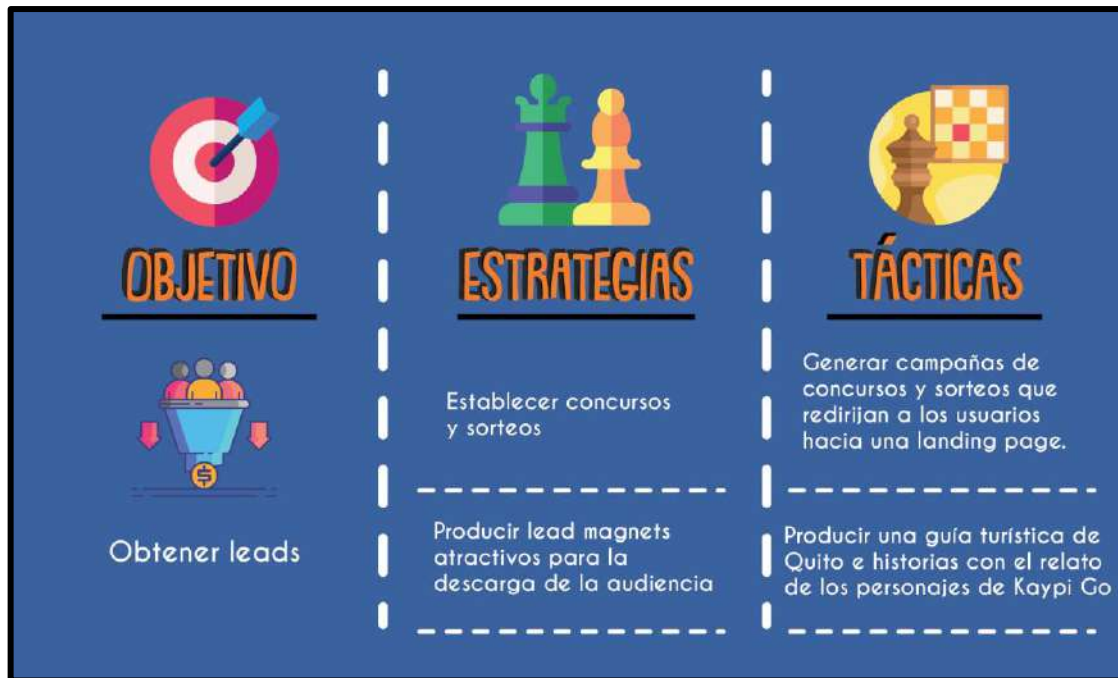 OBJETIVO
Obtener leads
ESTRATEGIAS
Establecer concursos
y sorteos
Producir lead magnets
atractivos para la
descarga de la audiencia
TÁCTICAS
Generar campañas de
concursos y sorteos que
redirijan a los usuarios
hacia una landing page.
Producir una guía turística de
Quito e historias con el relato
de los personajes de Kaypi Go